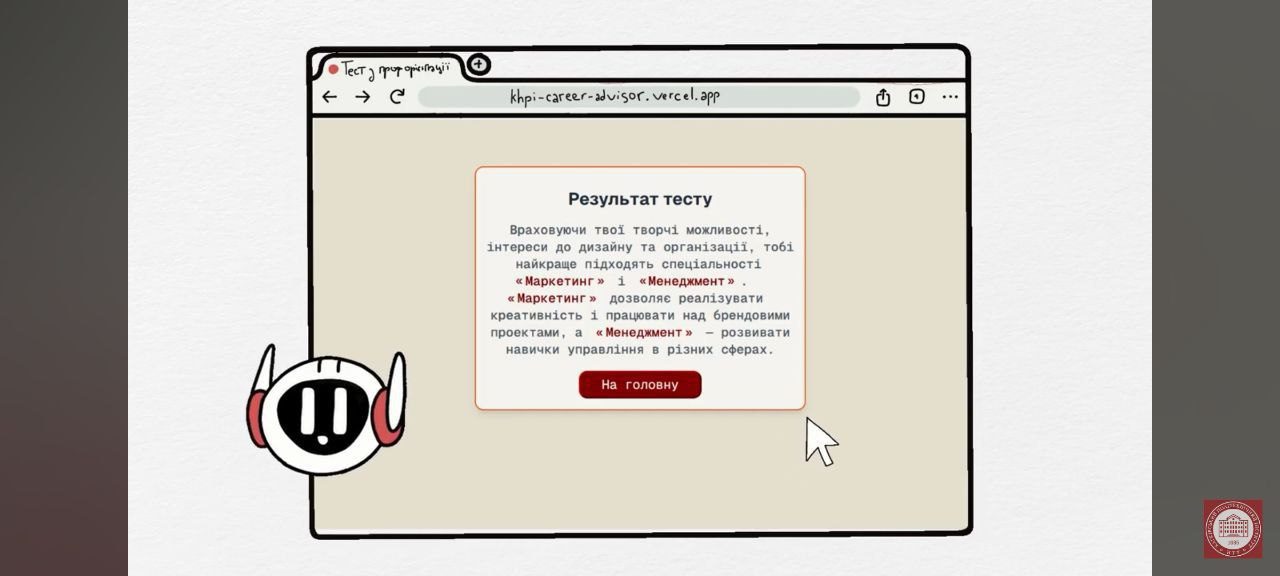 Тест з профорієнтації
khpi-career-advisor.vercel.app
Результат тесту
Враховуючи твої творчі можливості,
інтереси до дизайну та організації, тобі
найкраще підходять спеціальності
«Маркетинг» і «Менеджмент» .
«Маркетинг» дозволяє реалізувати
креативність і працювати над брендовими
проектами, а «Менеджмент» — розвивати
навички управління в різних сферах.
На головну
1885